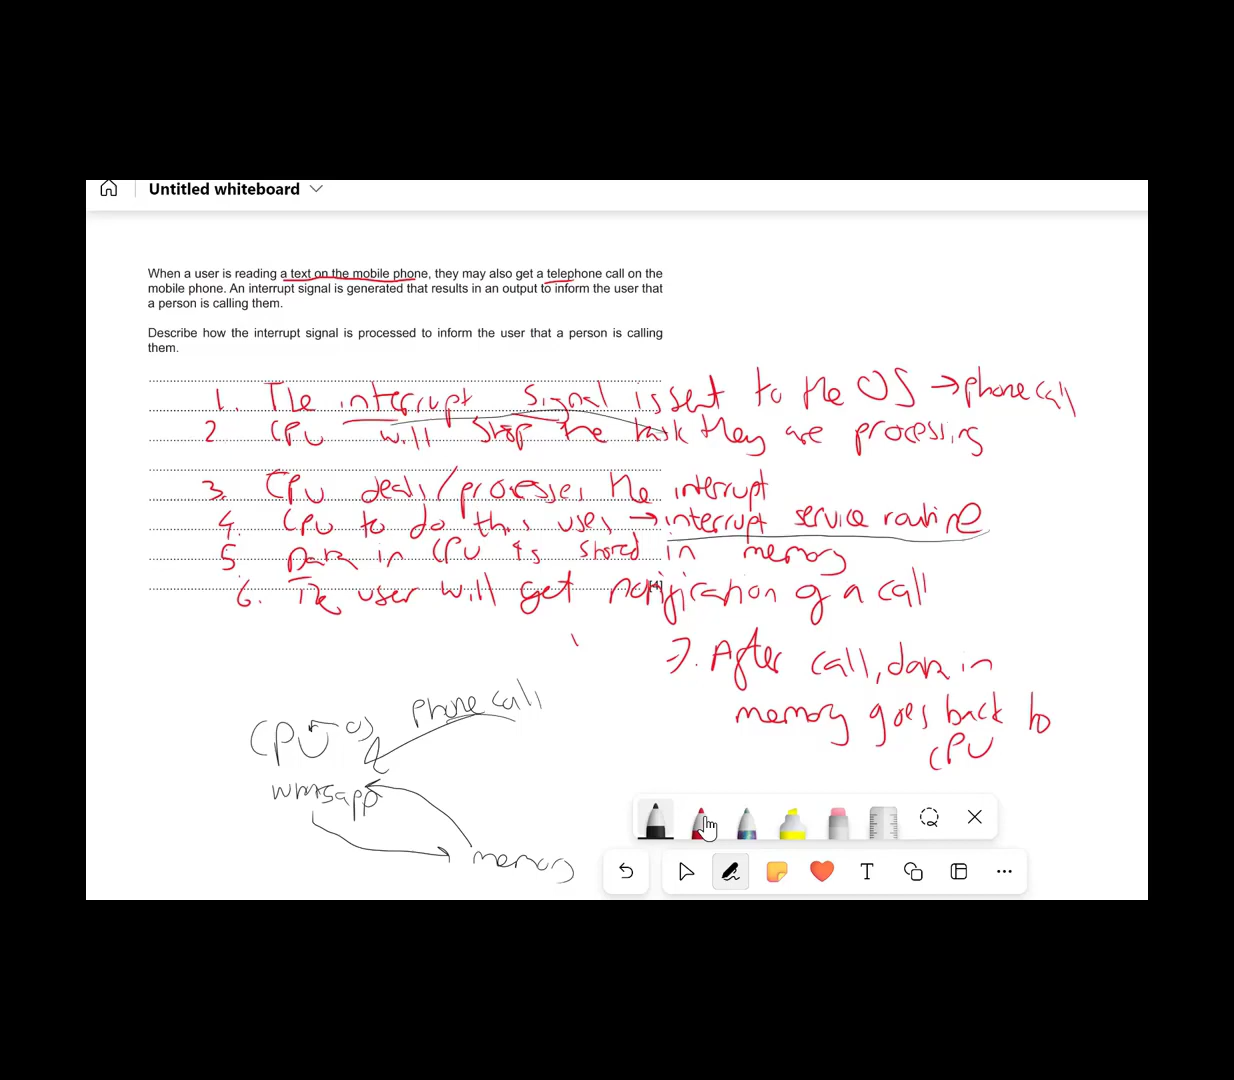 Untitled whiteboard
When a user is reading a text on the mobile phone, they may also get a telephone call on the
mobile phone. An interrupt signal is generated that results in an output to inform the user that
a person is calling them.
Describe how the interrupt signal is processed to inform the user that a person is calling
them.
1. The interrupt signal is sent to the OS → phone call
2 CPU will stop the task they are processing
3. CPU deals/processes the interrupt
4. CPU to do this uses → interrupt service routine
5. Data in CPU is stored in memory
[4]
6. The user will get notification of a call
7. After call, data in
memory goes back to
CPU
phone call
CPU OS
whatsapp
memory
T